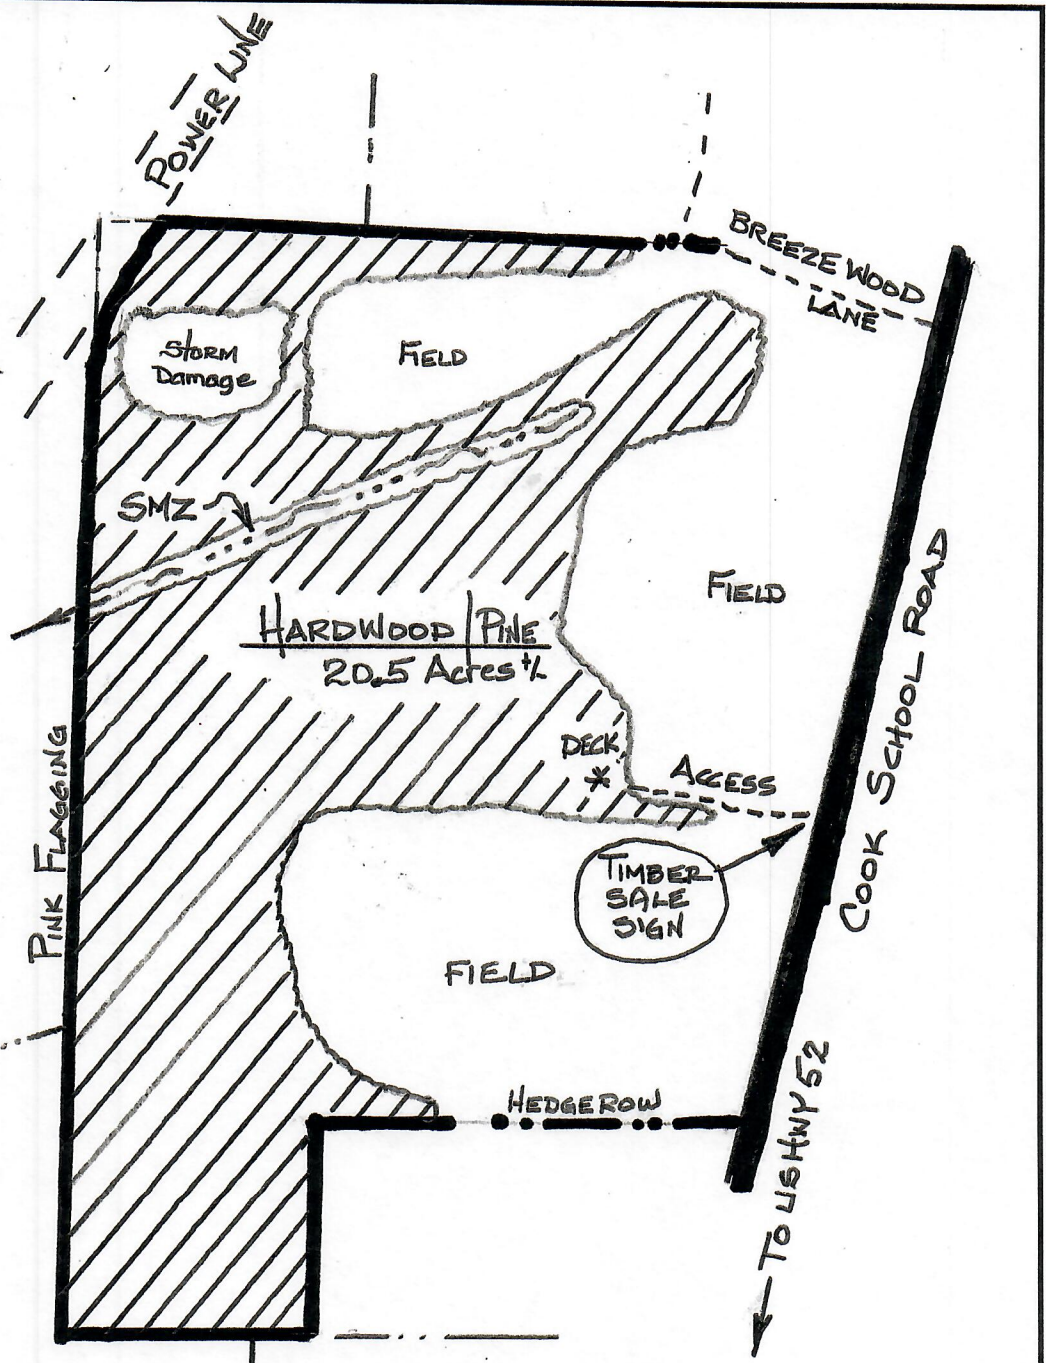 POWER LINE
BREEZE WOOD
LANE
STORM
Damage
FIELD
SMZ
FIELD
HARDWOOD | PINE
20.5 Acres +/-
DECK
ACCESS
COOK SCHOOL ROAD
PINK FLAGGING
TIMBER
SALE
SIGN
FIELD
HEDGEROW
TO US HWY 52